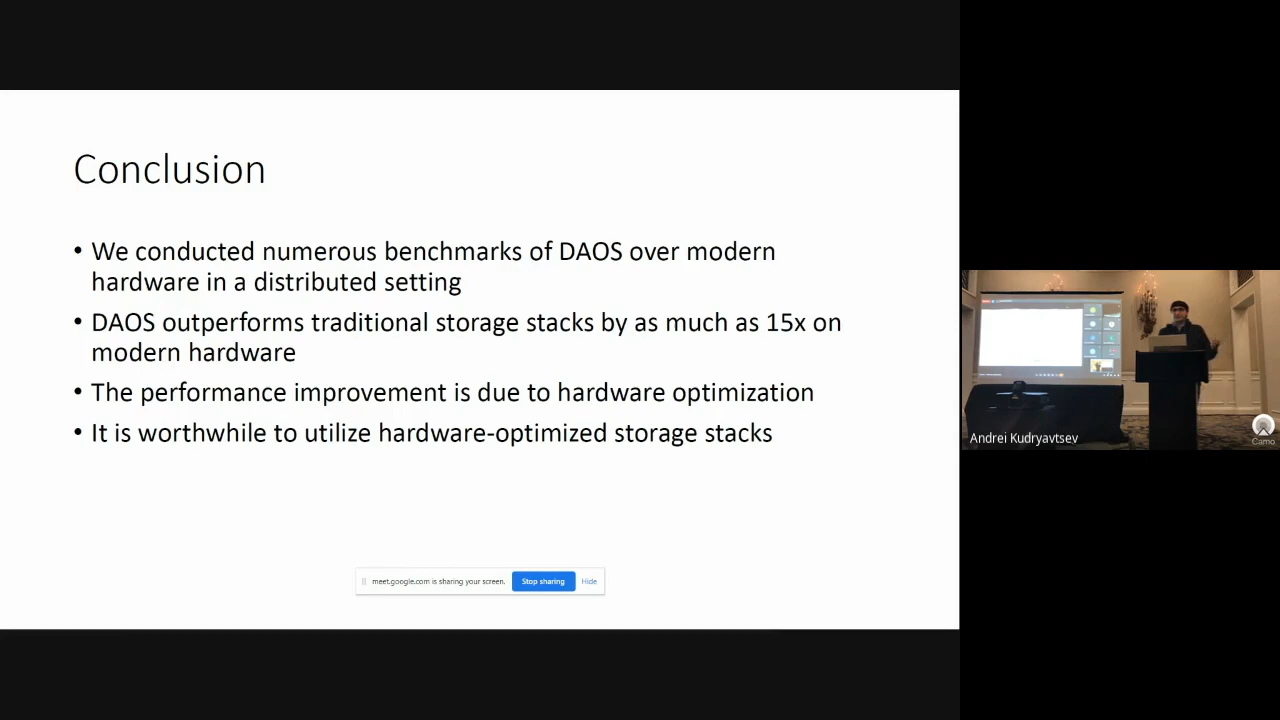 Conclusion
• We conducted numerous benchmarks of DAOS over modern
hardware in a distributed setting
• DAOS outperforms traditional storage stacks by as much as 15x on
modern hardware
• The performance improvement is due to hardware optimization
• It is worthwhile to utilize hardware-optimized storage stacks
meet.google.com is sharing your screen. Stop sharing Hide
Andrei Kudryavtsev
Camo